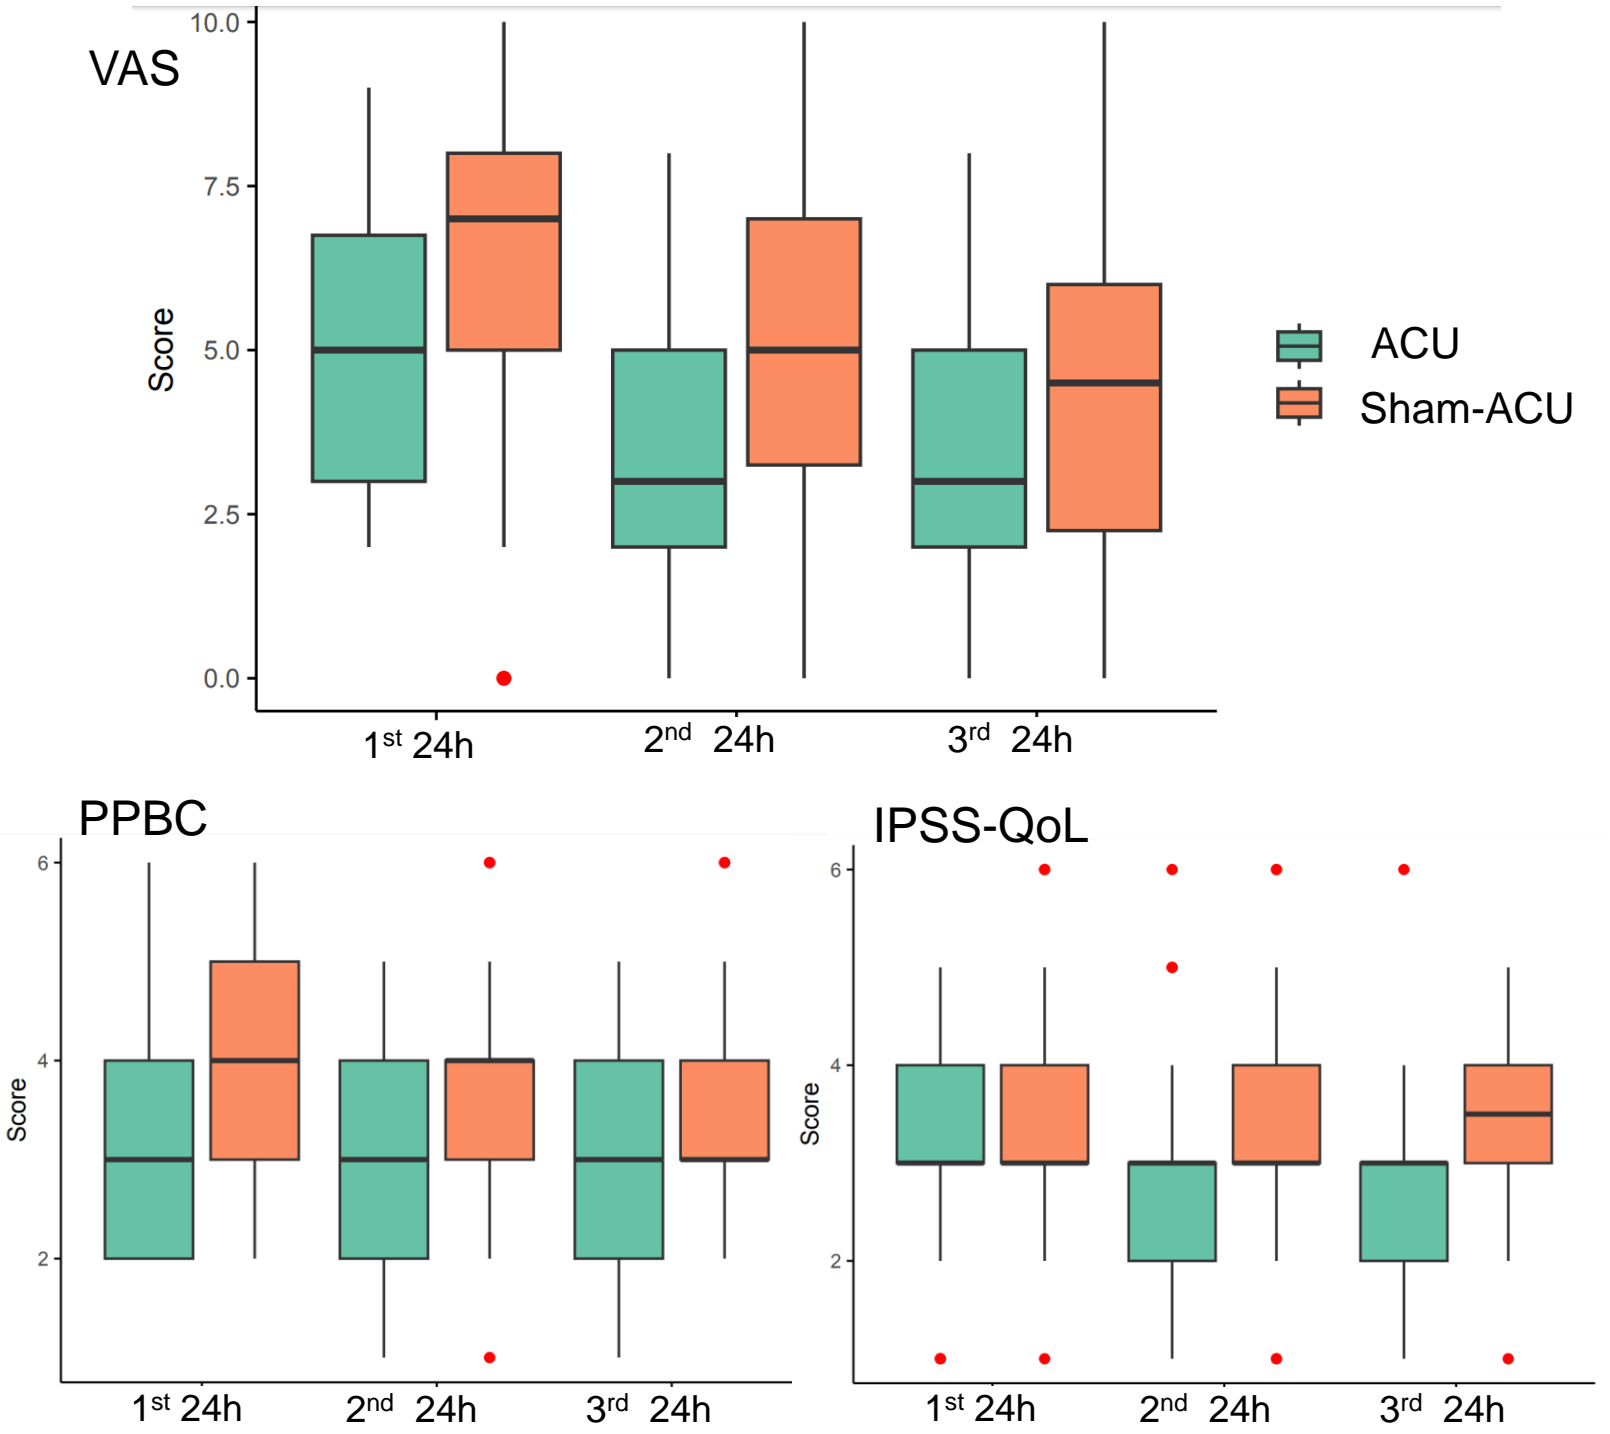 VAS
10.0
7.5
5.0
2.5
0.0
Score
1st 24h
2nd 24h
3rd 24h
ACU
Sham-ACU
PPBC
6
4
2
Score
1st 24h
2nd 24h
3rd 24h
IPSS-QoL
6
4
2
Score
1st 24h
2nd 24h
3rd 24h